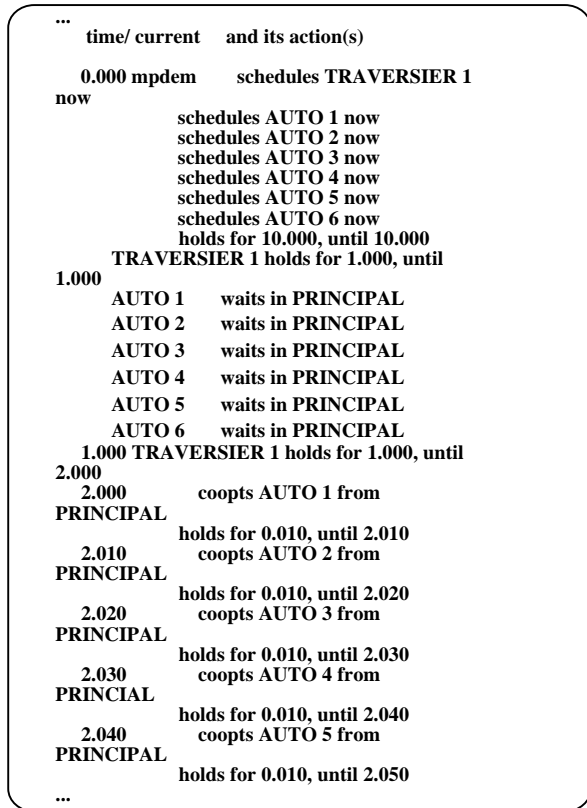 ...
time/ current and its action(s)
0.000 mpdem schedules TRAVERSIER 1
now
schedules AUTO 1 now
schedules AUTO 2 now
schedules AUTO 3 now
schedules AUTO 4 now
schedules AUTO 5 now
schedules AUTO 6 now
holds for 10.000, until 10.000
TRAVERSIER 1 holds for 1.000, until
1.000
AUTO 1 waits in PRINCIPAL
AUTO 2 waits in PRINCIPAL
AUTO 3 waits in PRINCIPAL
AUTO 4 waits in PRINCIPAL
AUTO 5 waits in PRINCIPAL
AUTO 6 waits in PRINCIPAL
1.000 TRAVERSIER 1 holds for 1.000, until
2.000
2.000 coopts AUTO 1 from
PRINCIPAL
holds for 0.010, until 2.010
2.010 coopts AUTO 2 from
PRINCIPAL
holds for 0.010, until 2.020
2.020 coopts AUTO 3 from
PRINCIPAL
holds for 0.010, until 2.030
2.030 coopts AUTO 4 from
PRINCIAL
holds for 0.010, until 2.040
2.040 coopts AUTO 5 from
PRINCIPAL
holds for 0.010, until 2.050
...